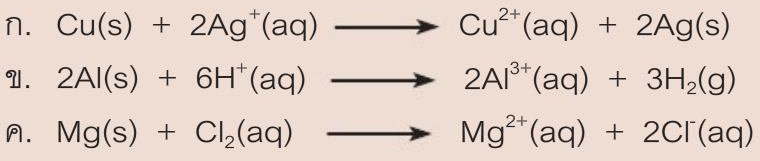 ก. Cu(s) + 2Ag⁺(aq) ⟶ Cu²⁺(aq) + 2Ag(s)
ข. 2Al(s) + 6H⁺(aq) ⟶ 2Al³⁺(aq) + 3H₂(g)
ค. Mg(s) + Cl₂(aq) ⟶ Mg²⁺(aq) + 2Cl⁻(aq)